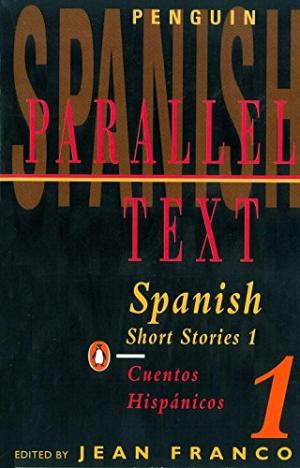 PENGUIN
SPANISH
PARALLEL
TEXT
Spanish
Short Stories 1
Cuentos
Hispánicos
1
EDITED BY JEAN FRANCO